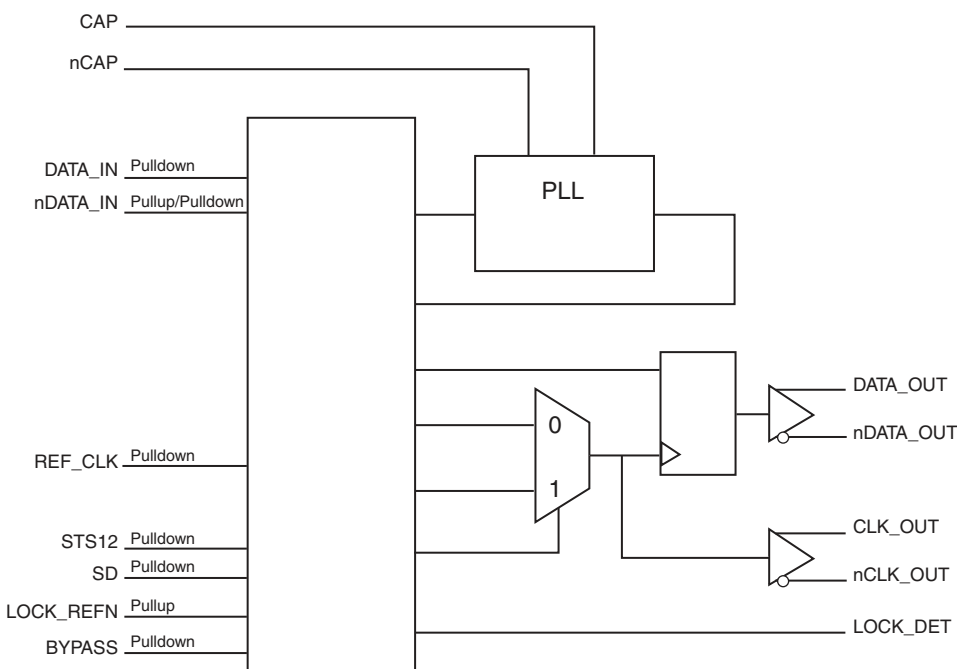 CAP
nCAP
DATA_IN Pulldown
nDATA_IN Pullup/Pulldown
PLL
DATA_OUT
nDATA_OUT
0
1
REF_CLK Pulldown
CLK_OUT
nCLK_OUT
STS12 Pulldown
SD Pulldown
LOCK_REFN Pullup
LOCK_DET
BYPASS Pulldown